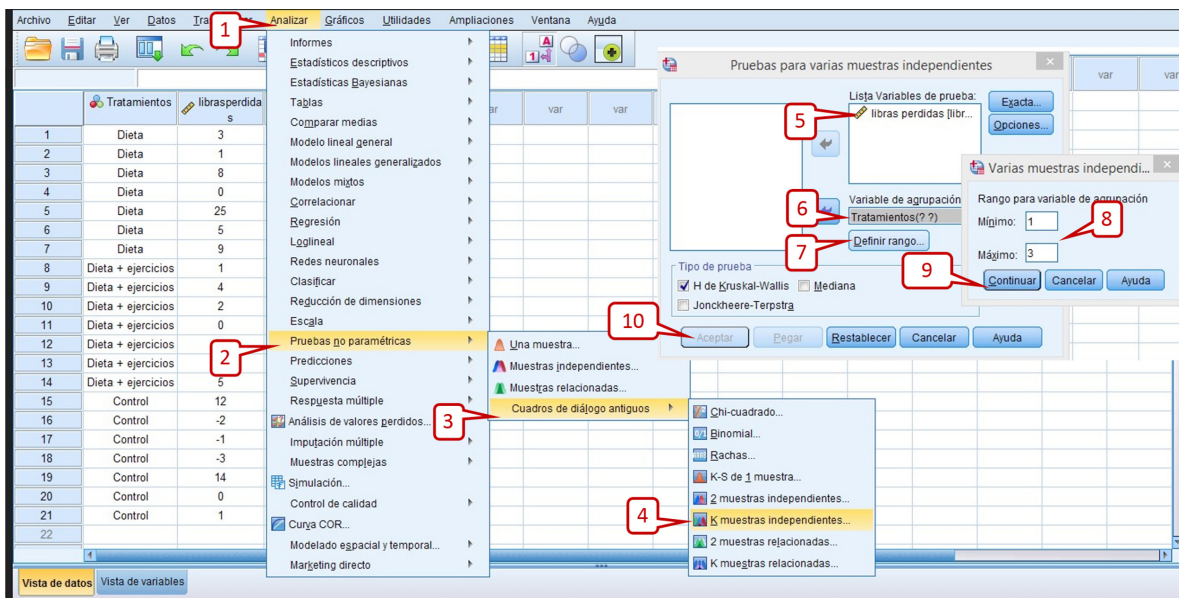 Archivo Editar Ver Datos Analizar Gráficos Utilidades Ampliaciones Ventana Ayuda
1
Informes
Estadísticos descriptivos
Estadísticas Bayesianas
Tablas
Comparar medias
Modelo lineal general
Modelos lineales generalizados
Modelos mixtos
Correlacionar
Regresión
Loglineal
Redes neuronales
Clasificar
Reducción de dimensiones
Escala
Pruebas no paramétricas
Predicciones
Supervivencia
Respuesta múltiple
Análisis de valores perdidos...
Imputación múltiple
Muestras complejas
Simulación...
Control de calidad
Curva COR...
Modelado espacial y temporal...
Marketing directo
2
Una muestra...
Muestras independientes...
Muestras relacionadas...
Cuadros de diálogo antiguos
3
Chi-cuadrado...
Binomial...
Rachas...
K-S de 1 muestra...
2 muestras independientes...
K muestras independientes...
2 muestras relacionadas...
K muestras relacionadas...
4
Tratamientos librasperdidas
var var var var
1 Dieta 3
2 Dieta 1
3 Dieta 8
4 Dieta 0
5 Dieta 25
6 Dieta 5
7 Dieta 9
8 Dieta + ejercicios 1
9 Dieta + ejercicios 4
10 Dieta + ejercicios 2
11 Dieta + ejercicios 0
12 Dieta + ejercicios
13 Dieta + ejercicios
14 Dieta + ejercicios 5
15 Control 12
16 Control -2
17 Control -1
18 Control -3
19 Control 14
20 Control 0
21 Control 1
22
Vista de datos Vista de variables
Pruebas para varias muestras independientes
Lista Variables de prueba:
libras perdidas [libr...
Exacta...
Opciones...
5
Variable de agrupación
Tratamientos(? ?)
6
Definir rango...
7
Tipo de prueba
H de Kruskal-Wallis Mediana
Jonckheere-Terpstra
10
Aceptar Pegar Restablecer Cancelar Ayuda
Varias muestras independi...
Rango para variable de agrupación
Mínimo: 1
Máximo: 3
8
9
Continuar Cancelar Ayuda